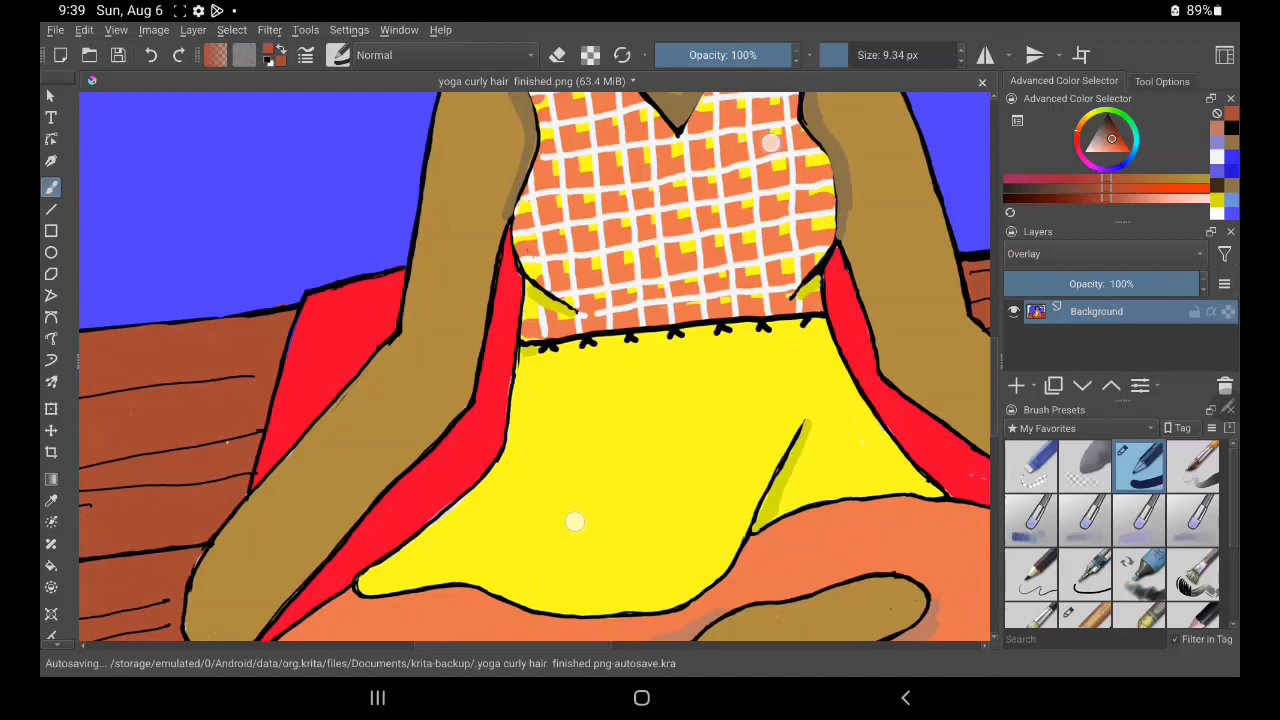 9:39 Sun, Aug 6 89%
File Edit View Image Layer Select Filter Tools Settings Window Help
Normal Opacity: 100% Size: 9.34 px
yoga curly hair finished.png (63.4 MiB) *
Advanced Color Selector Tool Options
Advanced Color Selector
Layers
Overlay
Opacity: 100%
Background
Brush Presets
My Favorites Tag
Search Filter in Tag
Autosaving... /storage/emulated/0/Android/data/org.krita/files/Documents/krita-backup/ yoga curly hair finished.png-autosave.kra